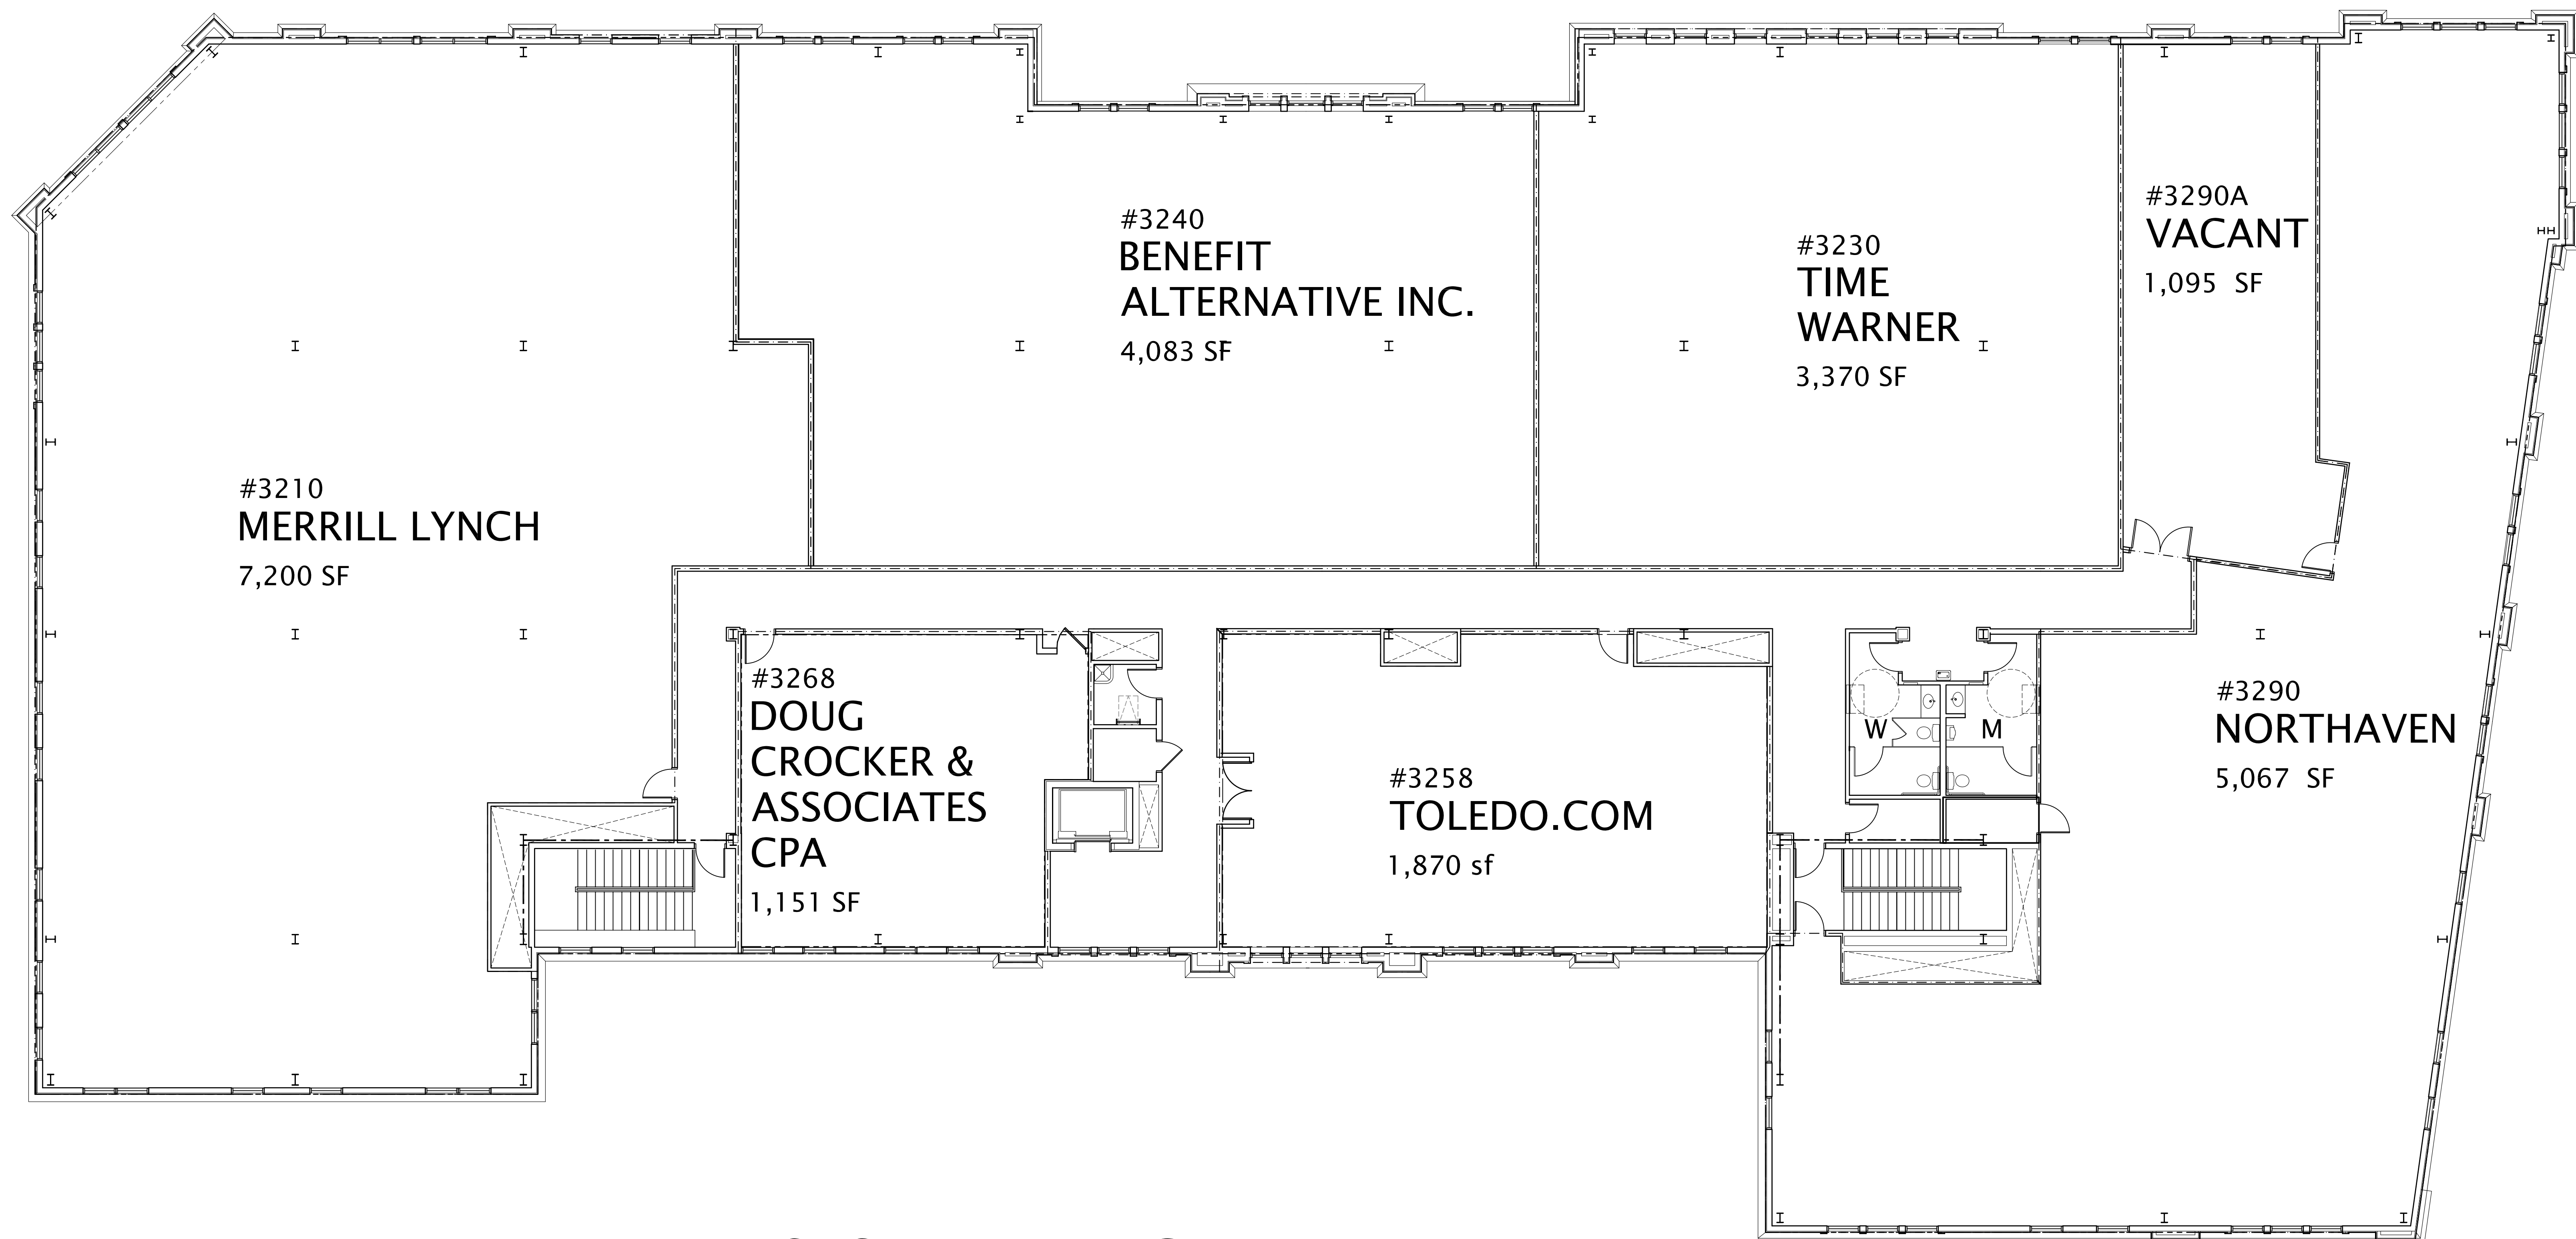 #3210
MERRILL LYNCH
7,200 SF
#3240
BENEFIT
ALTERNATIVE INC.
4,083 SF
#3230
TIME
WARNER
3,370 SF
#3290A
VACANT
1,095 SF
#3268
DOUG
CROCKER &
ASSOCIATES
CPA
1,151 SF
#3258
TOLEDO.COM
1,870 sf
W
M
#3290
NORTHAVEN
5,067 SF